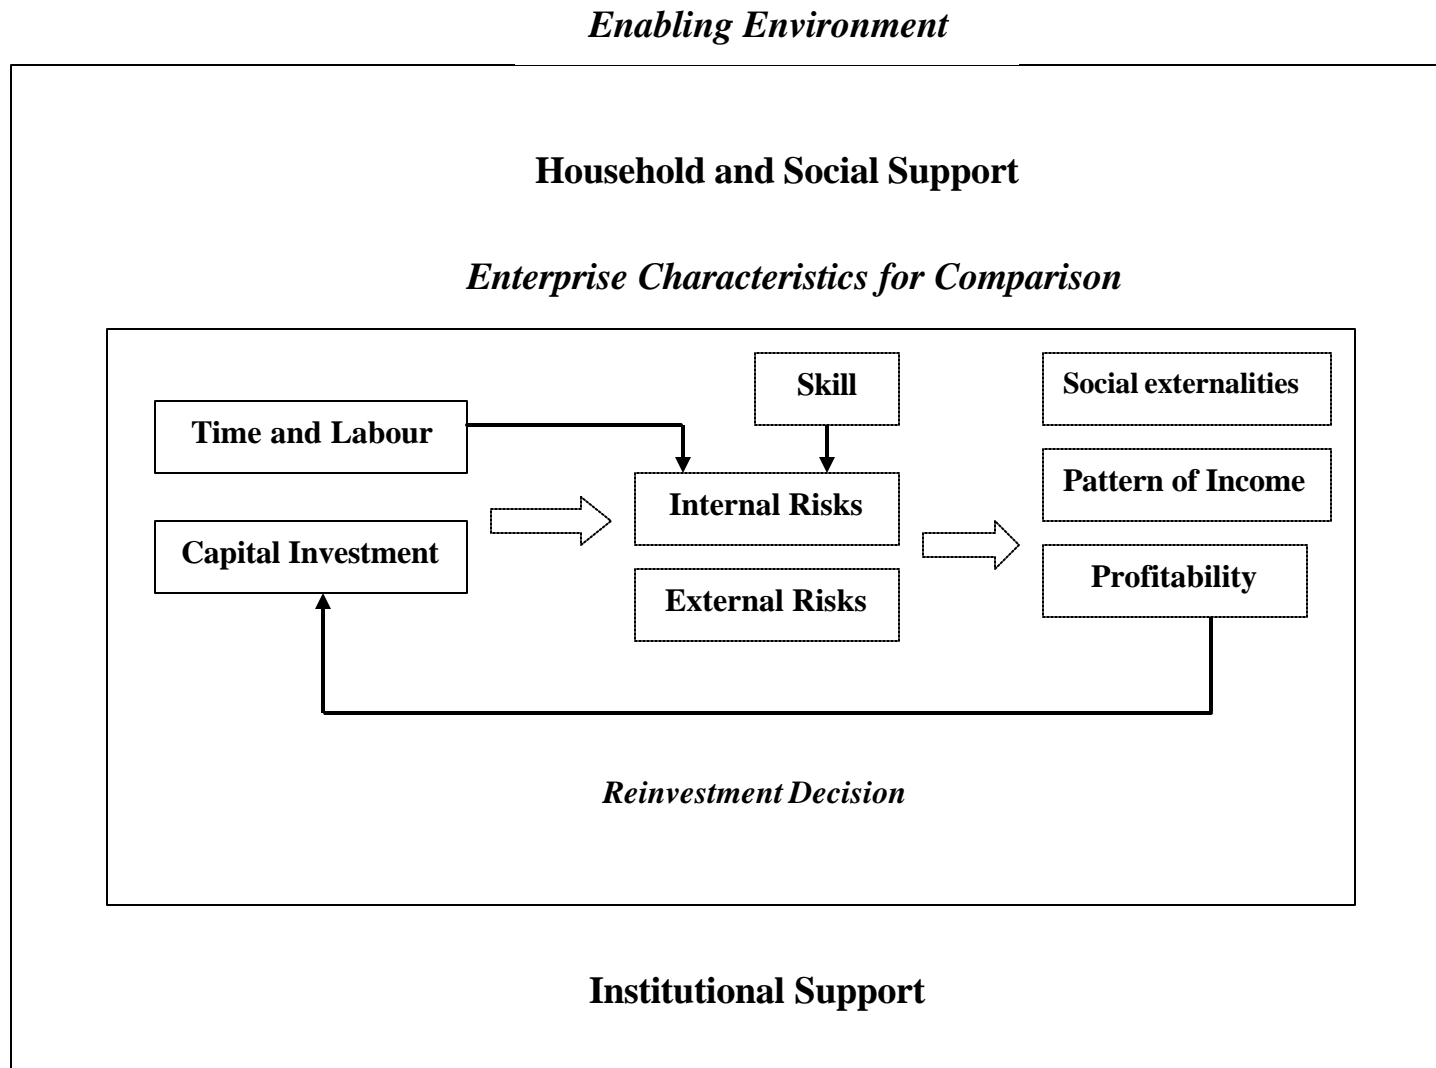 Enabling Environment
Household and Social Support
Enterprise Characteristics for Comparison
Time and Labour
Capital Investment
Skill
Internal Risks
External Risks
Social externalities
Pattern of Income
Profitability
Reinvestment Decision
Institutional Support